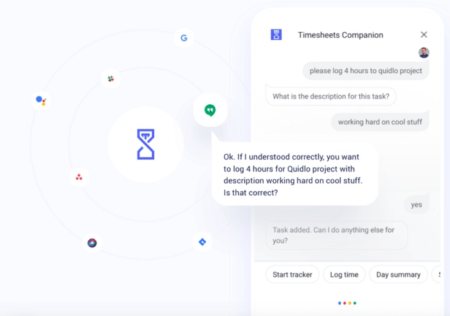 Timesheets Companion
please log 4 hours to quidlo project
What is the description for this task?
working hard on cool stuff
Ok. If I understood correctly, you want
to log 4 hours for Quidlo project with
description working hard on cool stuff.
Is that correct?
yes
Task added. Can I do anything else for
you?
Start tracker
Log time
Day summary
S